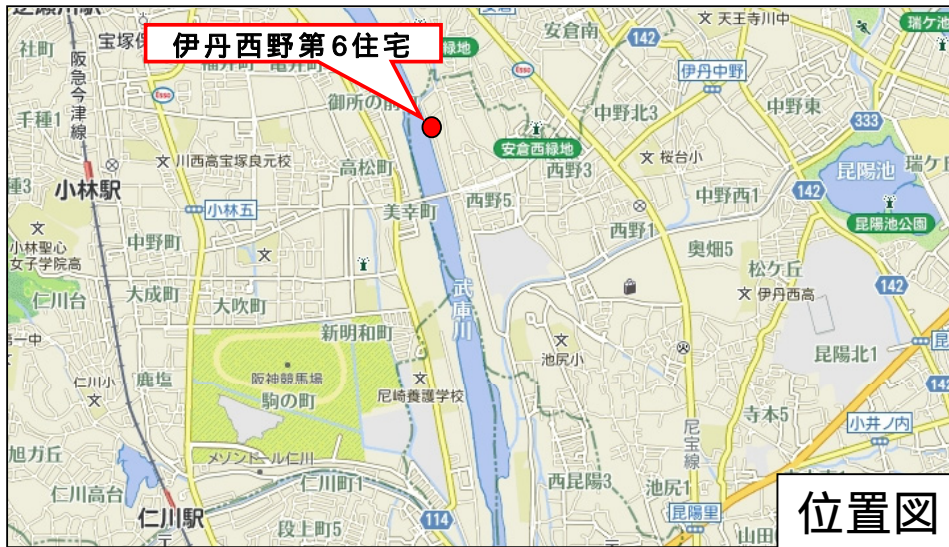 宝塚
伊丹西野第6住宅
位置図
社町
阪急今津線
千種1
小林駅
川西高宝塚良元校
小林五
中野町
小林聖心
女子学院高
仁川台
大成町
大吹町
鹿塩
仁川小
旭ガ丘
仁川高台
仁川駅
メゾンドール仁川
段上町5
仁川町1
阪神競馬場
駒の町
新明和町
尼崎養護学校
高松町
美幸町
御所の前
武庫川
安倉南
142
文 天王寺川中
瑞ケ池
伊丹中野
中野北3
中野東
333
安倉西緑地
西野3
桜台小
西野5
中野西1
142
昆陽池
瑞ケ丘
昆陽池公園
西野1
奥畑5
松ケ丘
伊丹西高
142
池尻小
昆陽北1
寺本5
小井ノ内
142
尼宝線
西昆陽3
池尻1
昆陽里
山田
114
Esso
Esso